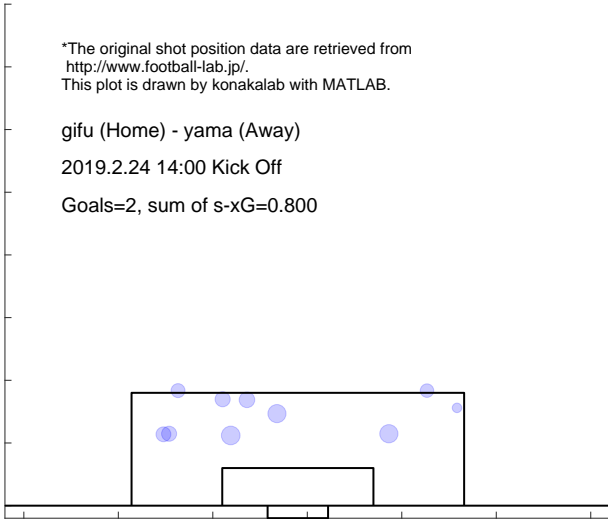 *The original shot position data are retrieved from
http://www.football-lab.jp/.
This plot is drawn by konakalab with MATLAB.
gifu (Home) - yama (Away)
2019.2.24 14:00 Kick Off
Goals=2, sum of s-xG=0.800